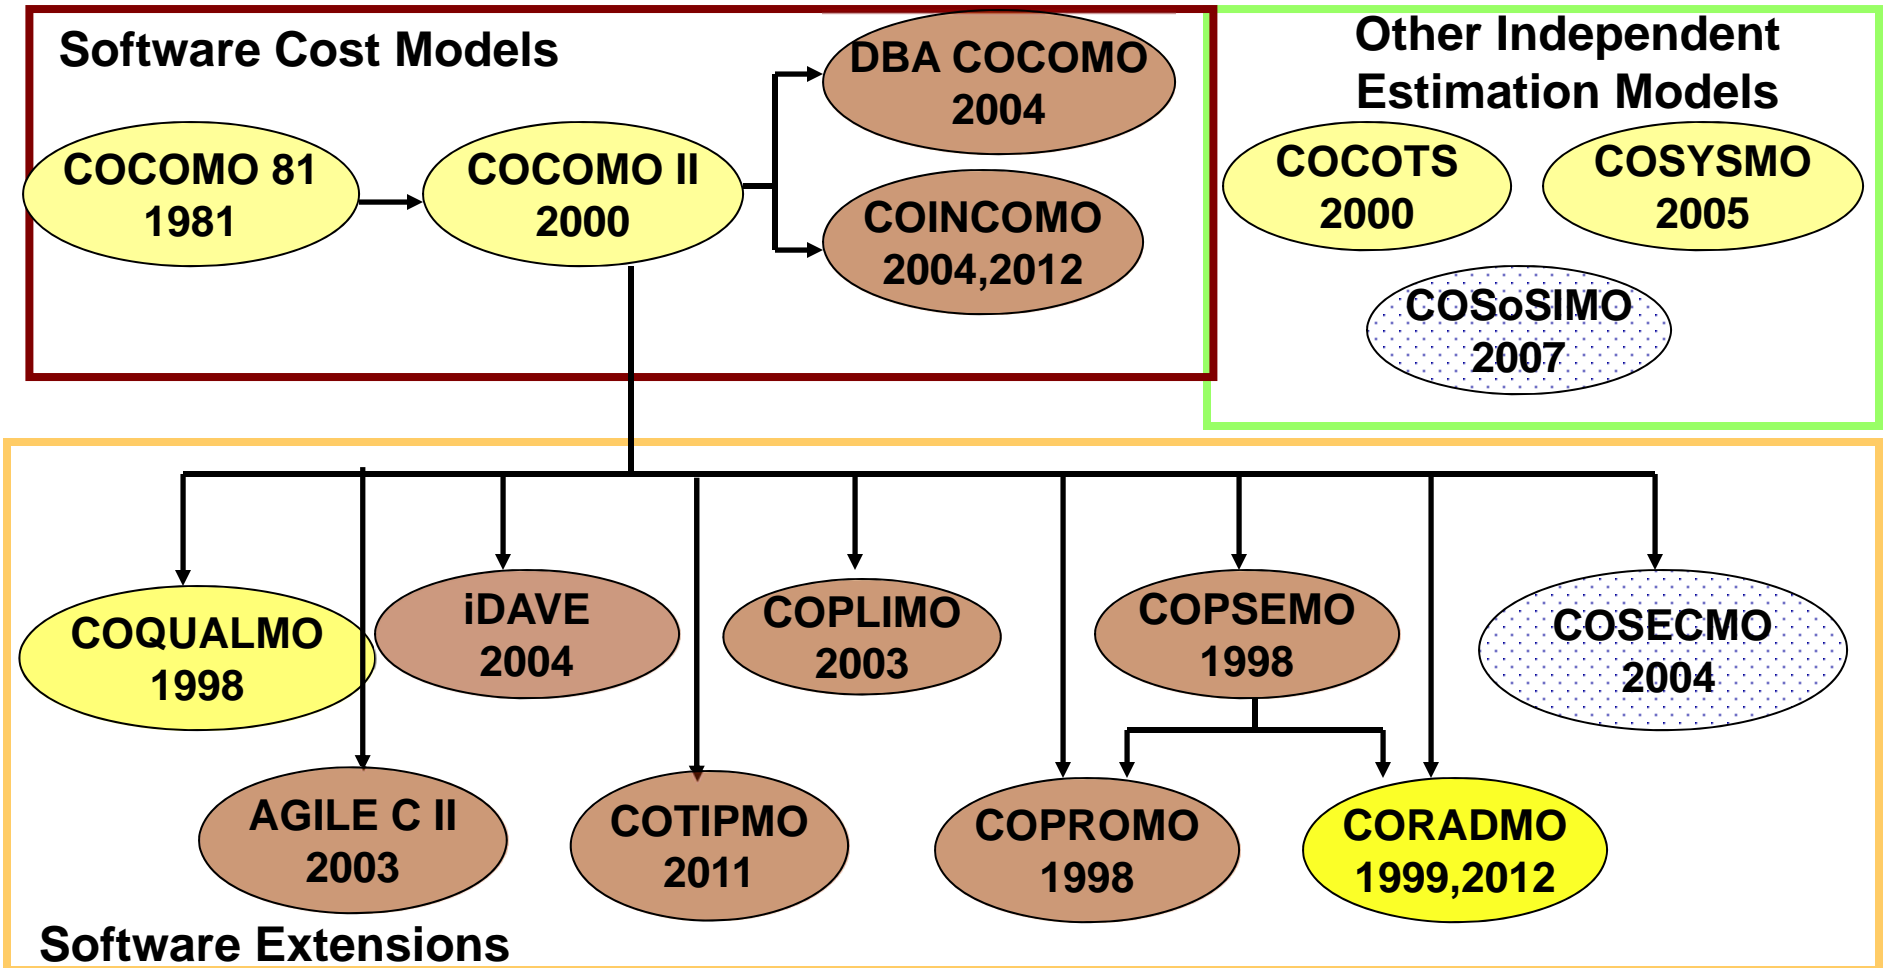 Software Cost Models
COCOMO 81
1981
COCOMO II
2000
DBA COCOMO
2004
COINCOMO
2004,2012
Other Independent
Estimation Models
COCOTS
2000
COSYSMO
2005
COSoSIMO
2007
COQUALMO
1998
iDAVE
2004
COPLIMO
2003
COPSEMO
1998
COSECMO
2004
AGILE C II
2003
COTIPMO
2011
COPROMO
1998
CORADMO
1999,2012
Software Extensions